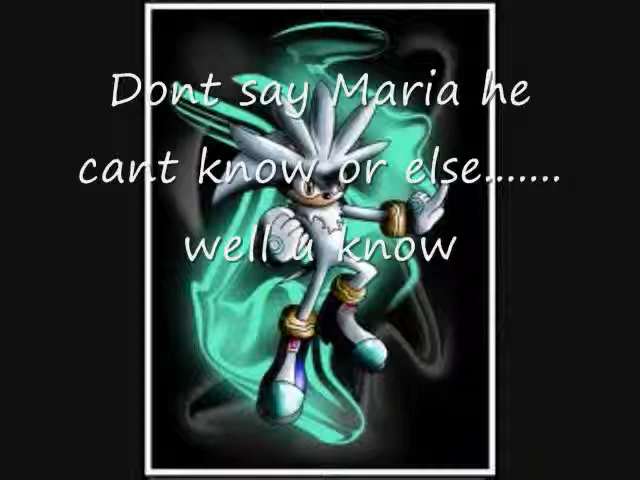 Dont say Maria he
cant know or else.......
well u know